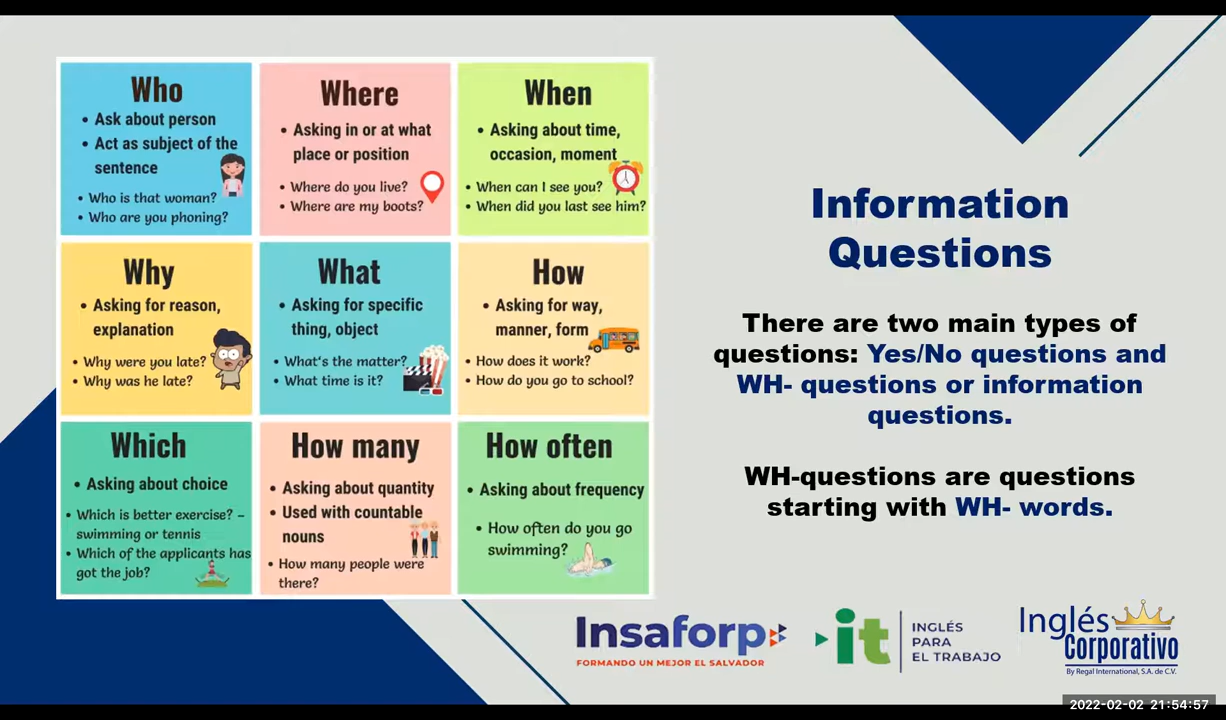 Who
• Ask about person
• Act as subject of the
sentence
• Who is that woman?
• Who are you phoning?
Where
• Asking in or at what
place or position
• Where do you live?
• Where are my boots?
When
• Asking about time,
occasion, moment
• When can I see you?
• When did you last see him?
Why
• Asking for reason,
explanation
• Why were you late?
• Why was he late?
What
• Asking for specific
thing, object
• What's the matter?
• What time is it?
How
• Asking for way,
manner, form
• How does it work?
• How do you go to school?
Which
• Asking about choice
• Which is better exercise? –
swimming or tennis
• Which of the applicants has
got the job?
How many
• Asking about quantity
• Used with countable
nouns
• How many people were
there?
How often
• Asking about frequency
• How often do you go
swimming?
Information
Questions
There are two main types of
questions: Yes/No questions and
WH- questions or information
questions.
WH-questions are questions
starting with WH- words.
Insaforp
FORMANDO UN MEJOR EL SALVADOR
it
INGLÉS
PARA
EL TRABAJO
Inglés
Corporativo
By Regal International, S.A. de C.V.
2022-02-02 21:54:57